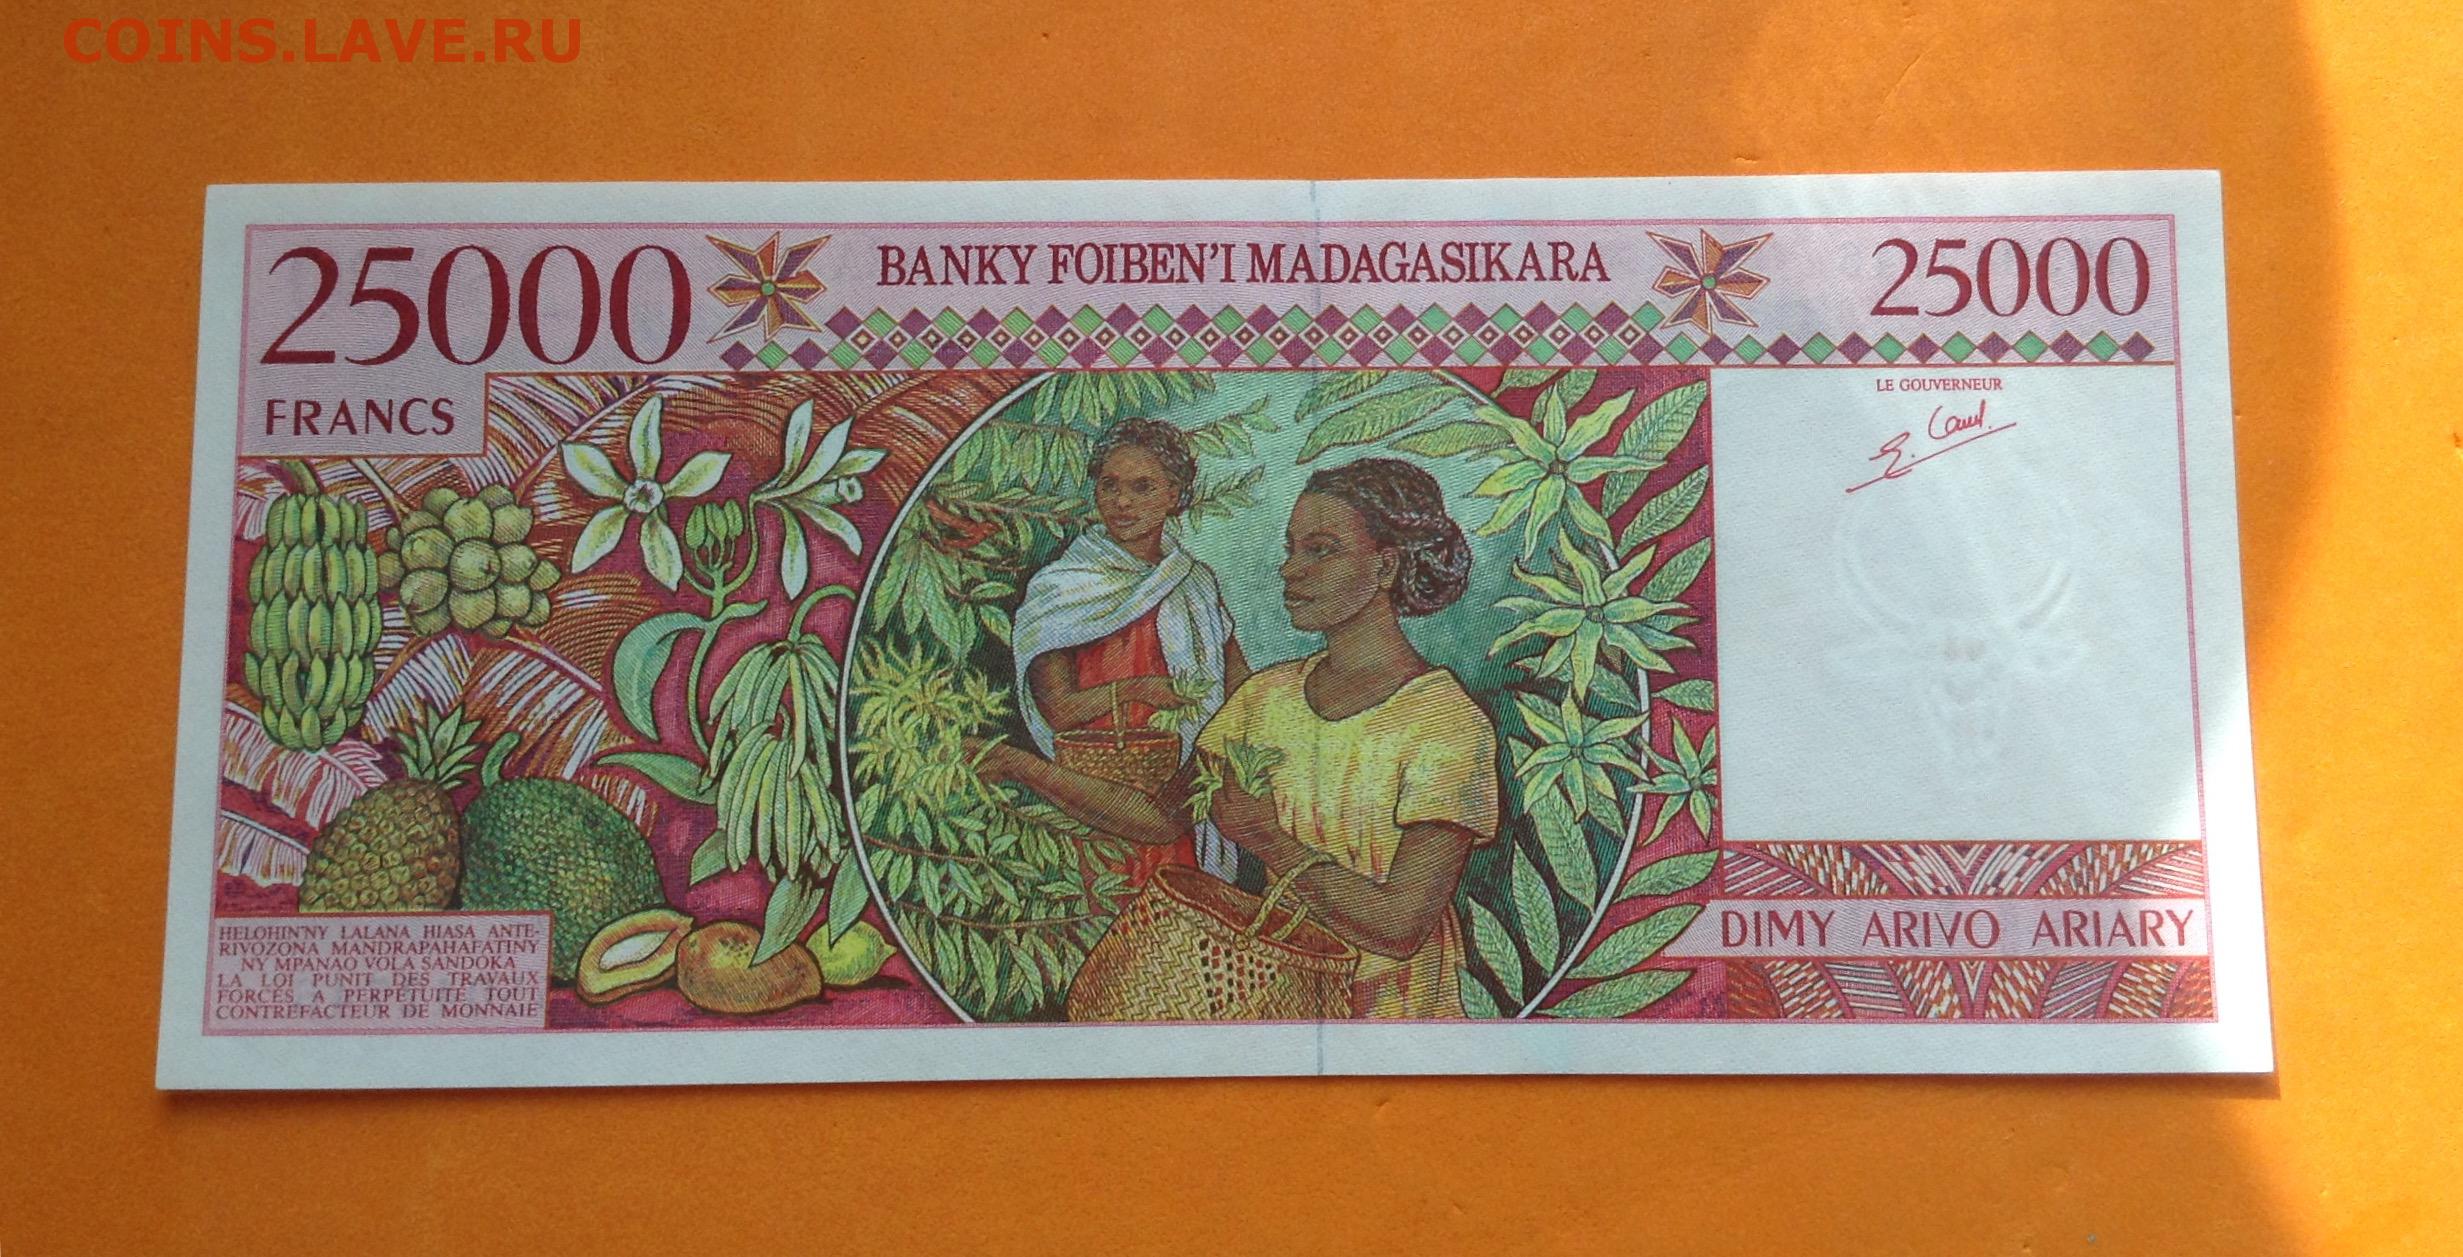 COINS.LAVE.RU
25000
BANKY FOIBEN'I MADAGASIKARA
25000
FRANCS
LE GOUVERNEUR
HELOHIN'NY LALANA HIASA ANTE-
RIVOZONA MANDRAPAHAFATINY
NY MPANAO VOLA SANDOKA
LA LOI PUNIT DES TRAVAUX
FORCÉS A PERPÉTUITÉ TOUT
CONTREFACTEUR DE MONNAIE
DIMY ARIVO ARIARY